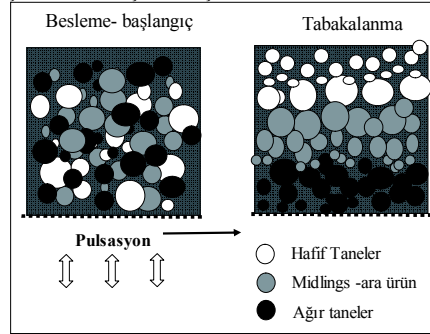 Besleme- başlangıç
Tabakalanma
Pulsasyon
Hafif Taneler
Midlings -ara ürün
Ağır taneler